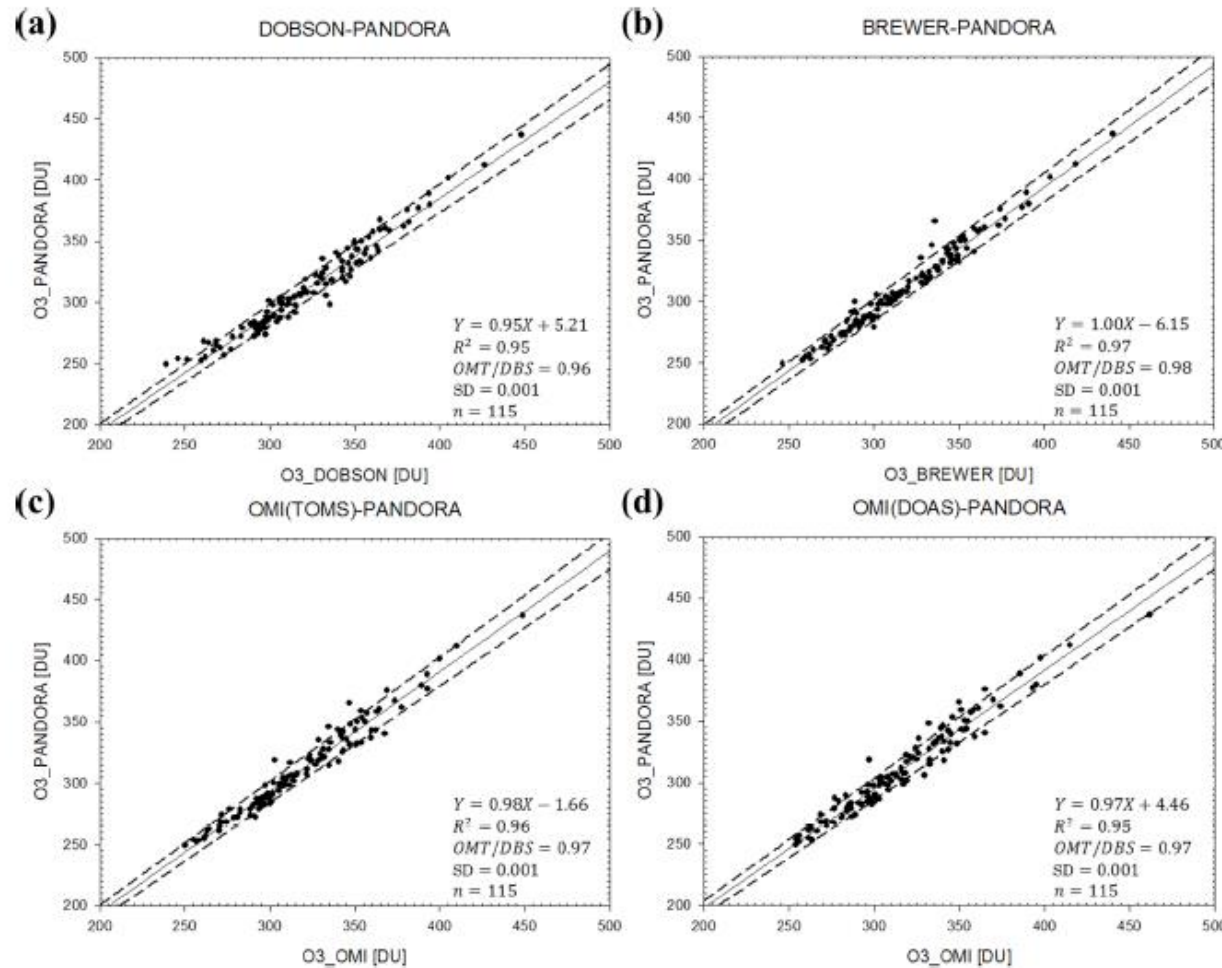 (a)
DOBSON-PANDORA
500
450
400
350
300
250
200
O3_PANDORA [DU]
200 250 300 350 400 450 500
O3_DOBSON [DU]
Y = 0.95X + 5.21
R² = 0.95
OMT/DBS = 0.96
SD = 0.001
n = 115
(b)
BREWER-PANDORA
500
450
400
350
300
250
200
O3_PANDORA [DU]
200 250 300 350 400 450 500
O3_BREWER [DU]
Y = 1.00X − 6.15
R² = 0.97
OMT/DBS = 0.98
SD = 0.001
n = 115
(c)
OMI(TOMS)-PANDORA
500
450
400
350
300
250
200
O3_PANDORA [DU]
200 250 300 350 400 450 500
O3_OMI [DU]
Y = 0.98X − 1.66
R² = 0.96
OMT/DBS = 0.97
SD = 0.001
n = 115
(d)
OMI(DOAS)-PANDORA
500
450
400
350
300
250
200
O3_PANDORA [DU]
200 250 300 350 400 450 500
O3_OMI [DU]
Y = 0.97X + 4.46
R² = 0.95
OMT/DBS = 0.97
SD = 0.001
n = 115